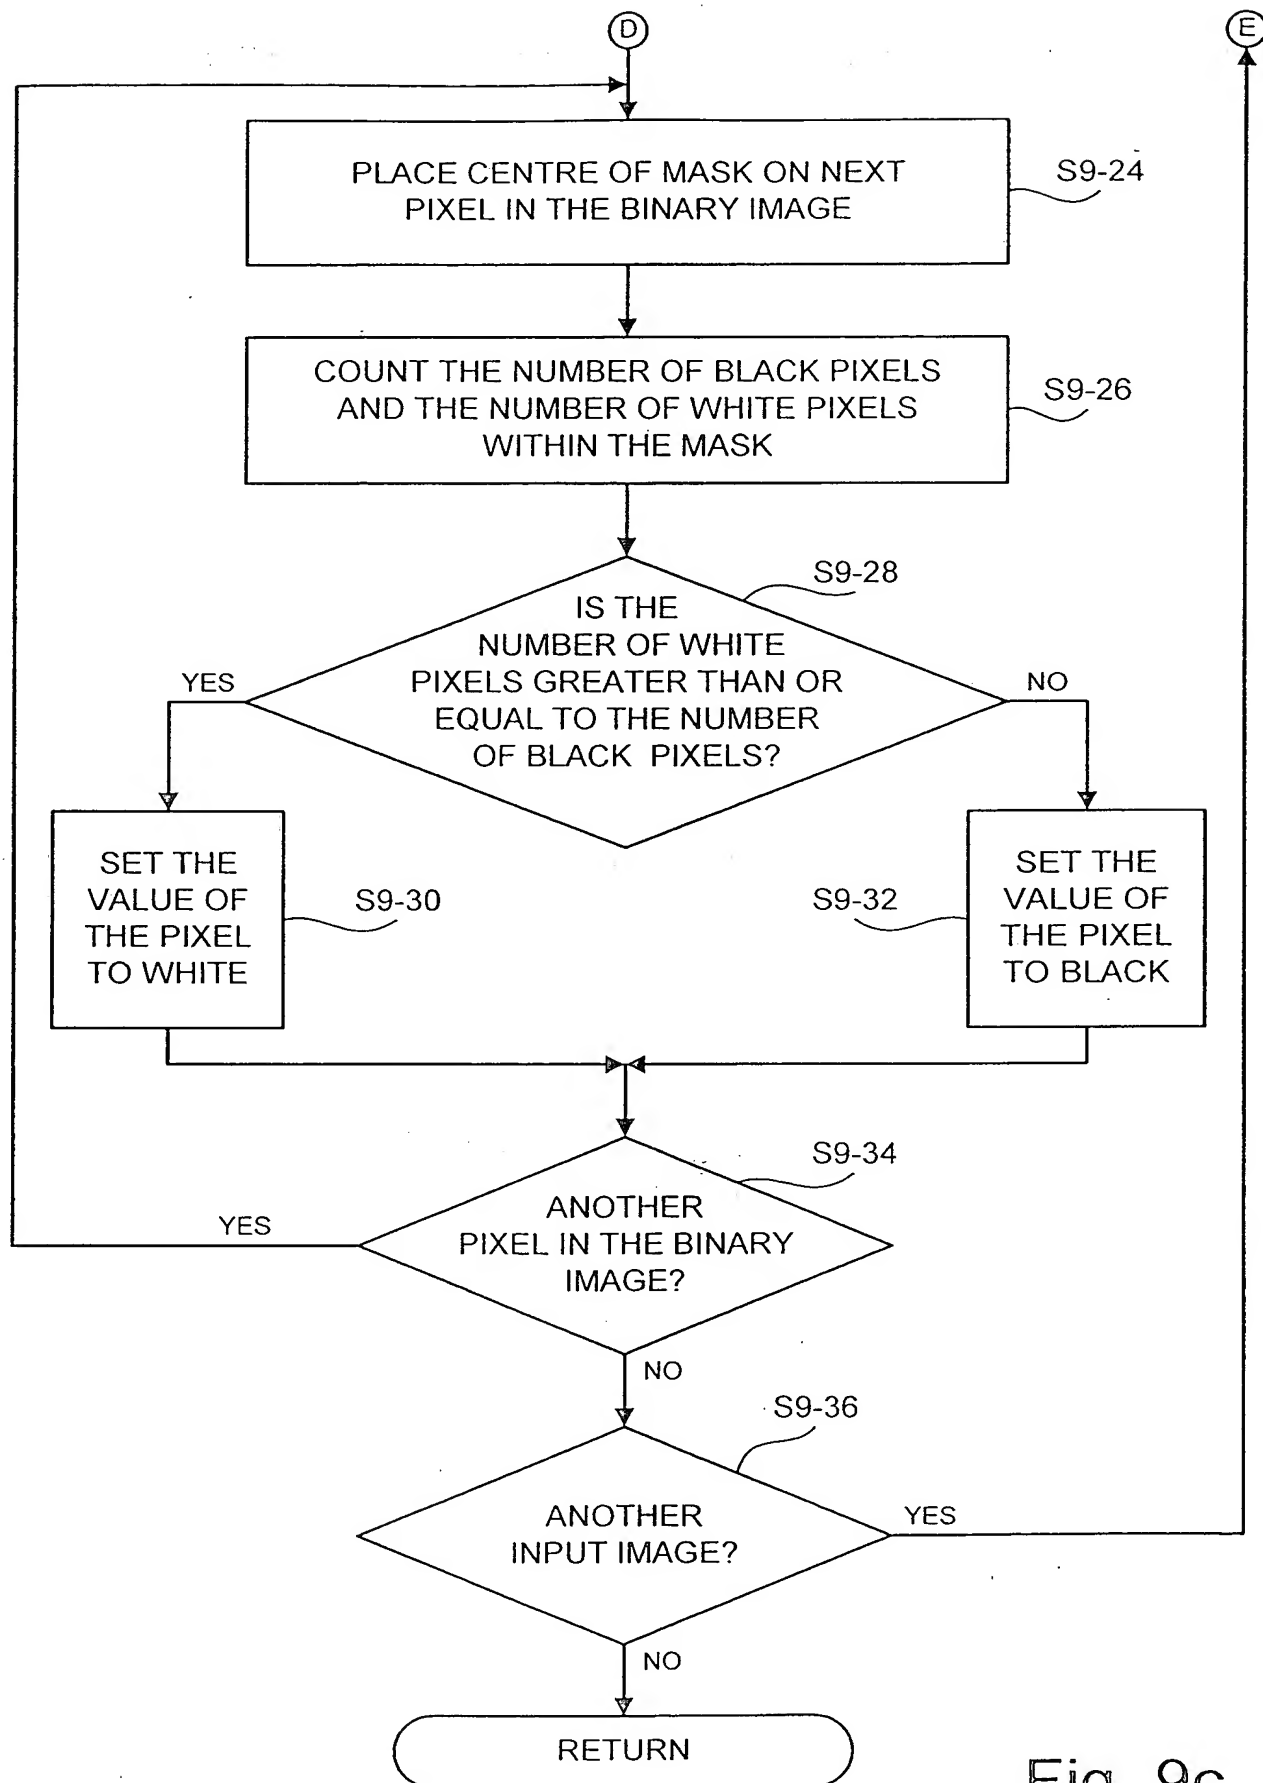 D
E
PLACE CENTRE OF MASK ON NEXT
PIXEL IN THE BINARY IMAGE
S9-24
COUNT THE NUMBER OF BLACK PIXELS
AND THE NUMBER OF WHITE PIXELS
WITHIN THE MASK
S9-26
S9-28
IS THE
NUMBER OF WHITE
PIXELS GREATER THAN OR
EQUAL TO THE NUMBER
OF BLACK PIXELS?
YES
NO
SET THE
VALUE OF
THE PIXEL
TO WHITE
S9-30
S9-32
SET THE
VALUE OF
THE PIXEL
TO BLACK
S9-34
ANOTHER
PIXEL IN THE BINARY
IMAGE?
YES
NO
S9-36
ANOTHER
INPUT IMAGE?
YES
NO
RETURN
Fig. 9c